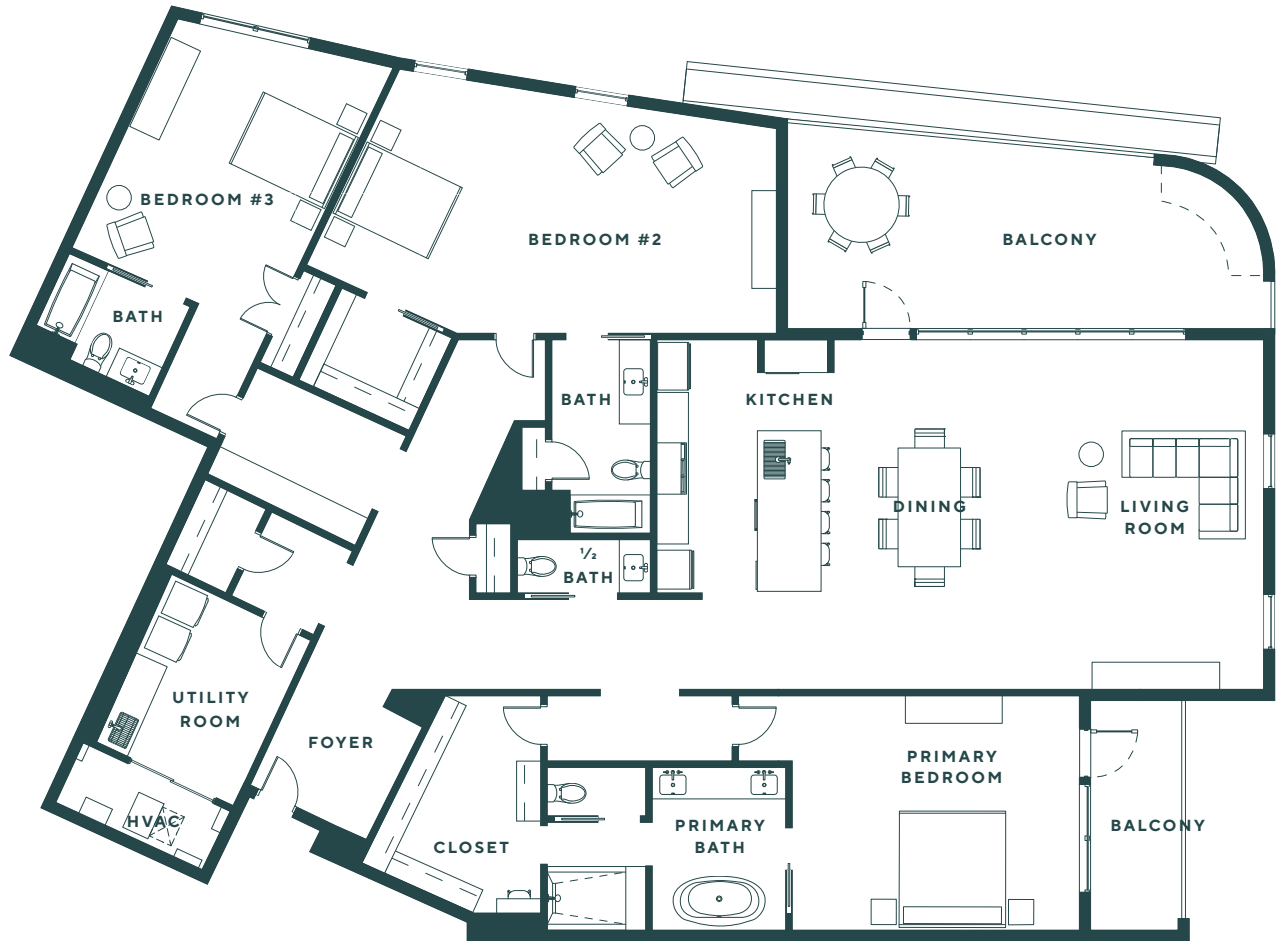 BEDROOM #3
BEDROOM #2
BALCONY
BATH
BATH
KITCHEN
DINING
LIVING
ROOM
½
BATH
UTILITY
ROOM
FOYER
PRIMARY
BEDROOM
HVAC
CLOSET
PRIMARY
BATH
BALCONY